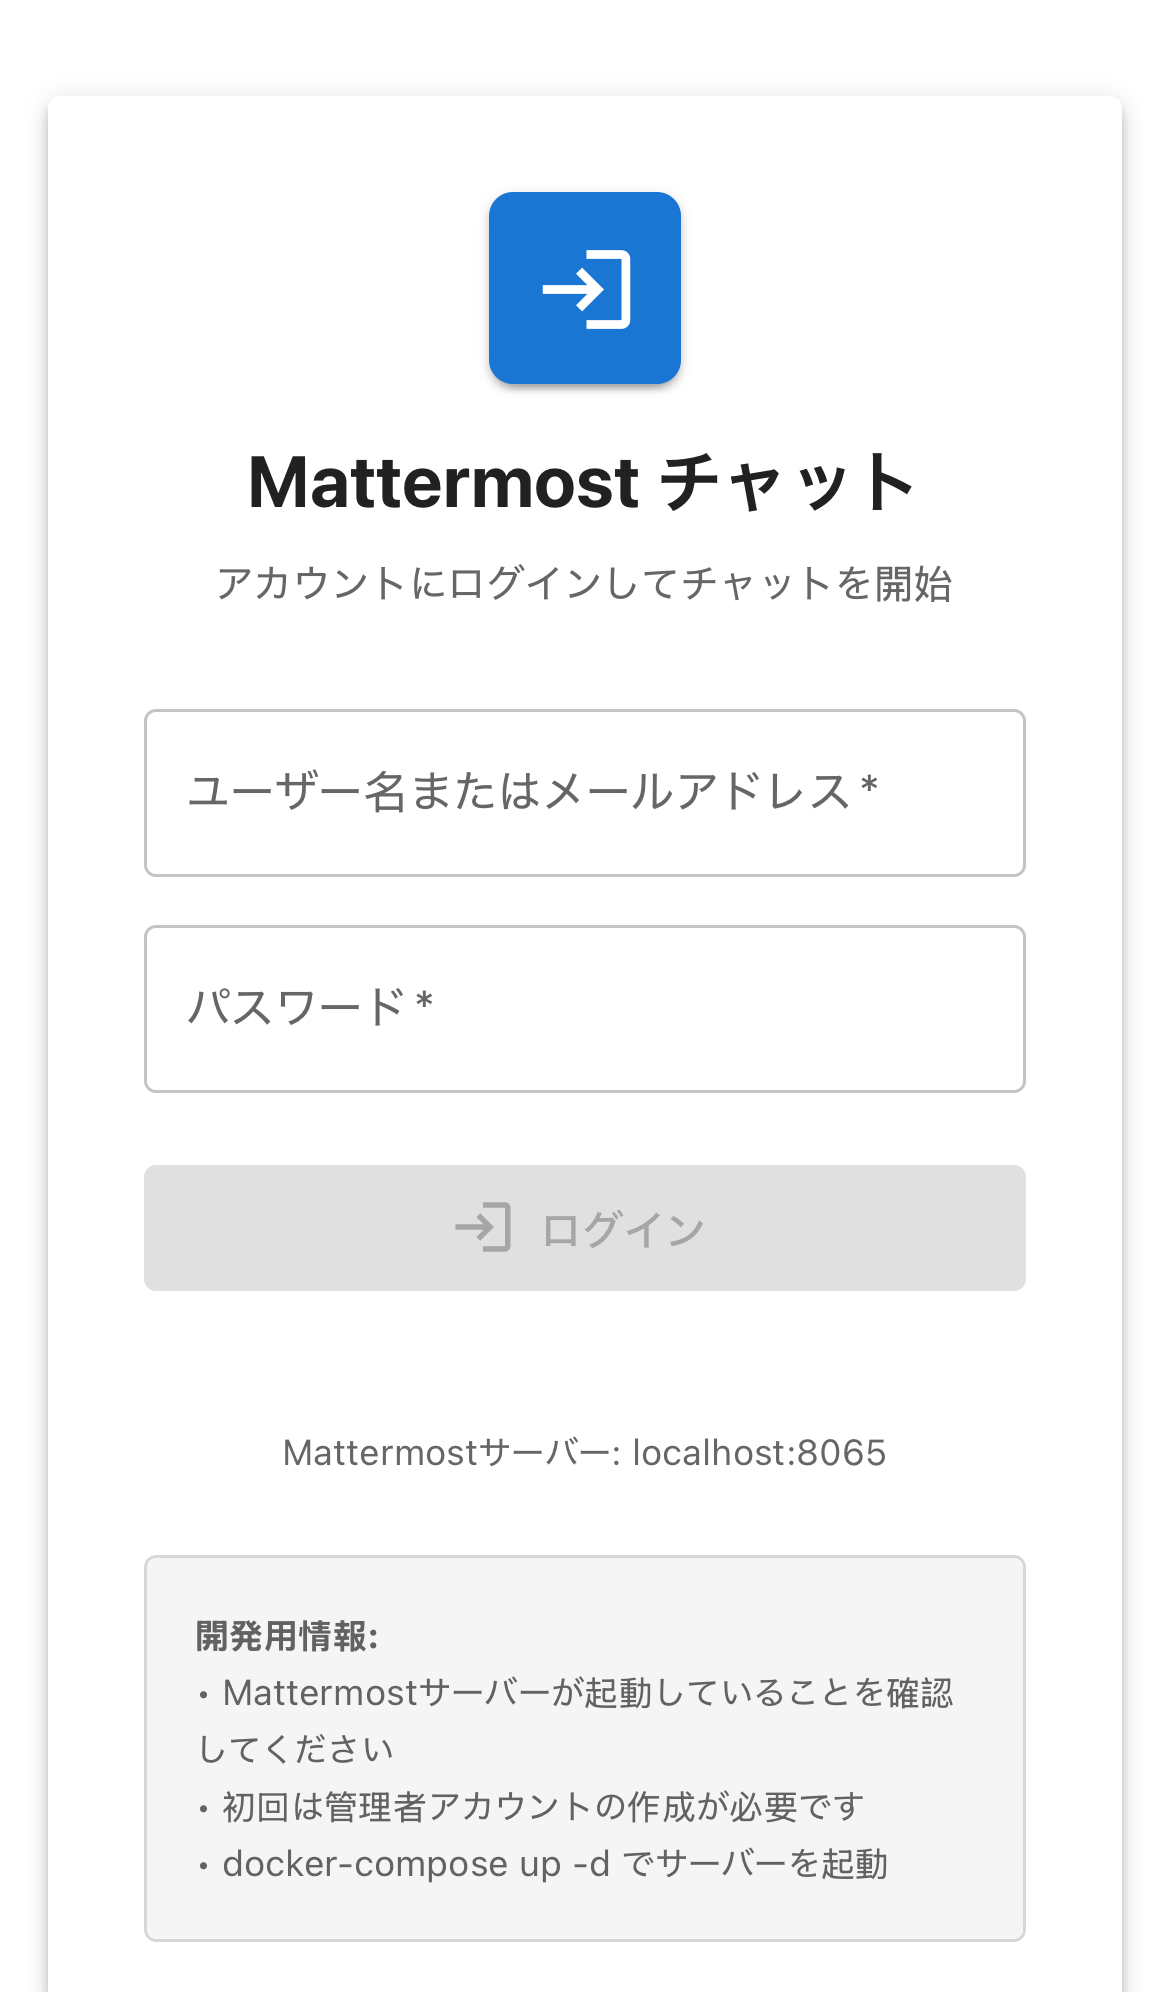 Mattermost チャット
アカウントにログインしてチャットを開始
ユーザー名またはメールアドレス *
パスワード *
ログイン
Mattermostサーバー: localhost:8065
開発用情報:
• Mattermostサーバーが起動していることを確認
してください
• 初回は管理者アカウントの作成が必要です
• docker-compose up -d でサーバーを起動